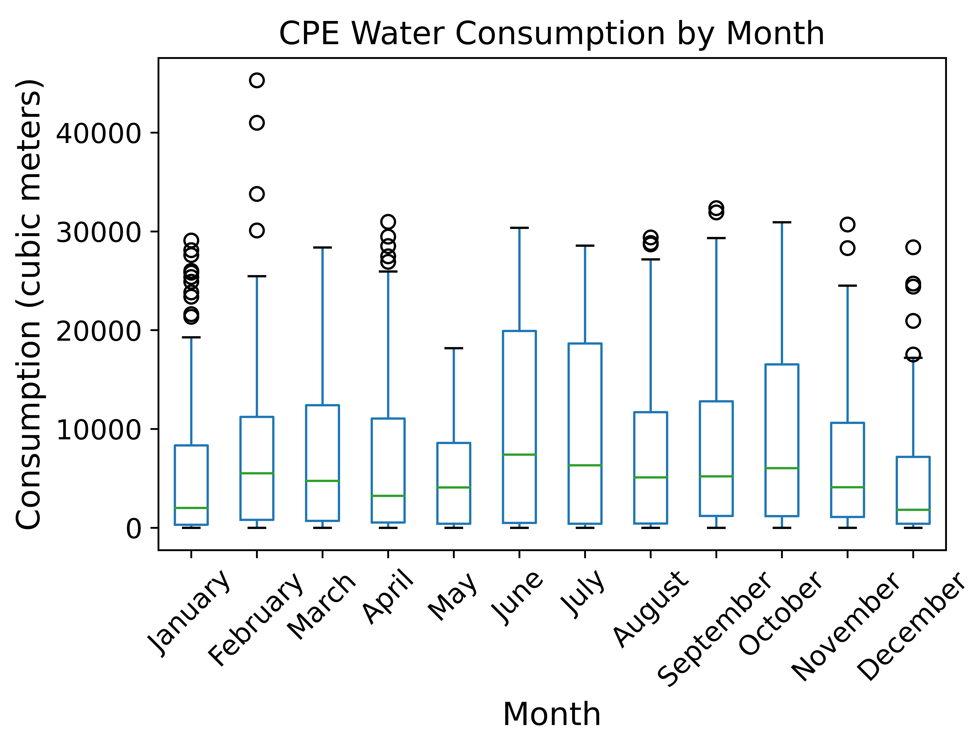 CPE Water Consumption by Month
Consumption (cubic meters)
40000
30000
20000
10000
0
January
February
March
April
May
June
July
August
September
October
November
December
Month